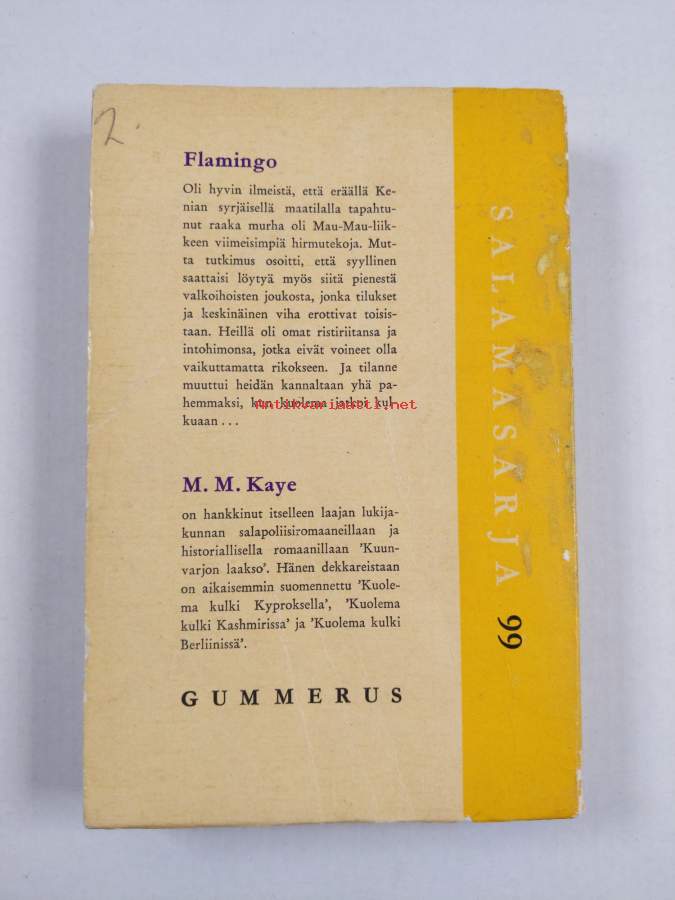 2.
Flamingo
Oli hyvin ilmeistä, että eräällä Ke-
nian syrjäisellä maatilalla tapahtu-
nut raaka murha oli Mau-Mau-liik-
keen viimeisimpiä hirmutekoja. Mut-
ta tutkimus osoitti, että syyllinen
saattaisi löytyä myös siitä pienestä
valkoihoisten joukosta, jonka tilukset
ja keskinäinen viha erottivat toisis-
taan. Heillä oli omat ristiriitansa ja
intohimonsa, jotka eivät voineet olla
vaikuttamatta rikokseen. Ja tilanne
muuttui heidän kannaltaan yhä pa-
hemmaksi, kun kuolema jatkoi kul-
kuaan . . .
Antikvariaatti.net
M. M. Kaye
on hankkinut itselleen laajan lukija-
kunnan salapoliisiromaaneillaan ja
historiallisella romaanillaan 'Kuun-
varjon laakso'. Hänen dekkareistaan
on aikaisemmin suomennettu 'Kuole-
ma kulki Kyproksella', 'Kuolema
kulki Kashmirissa' ja 'Kuolema kulki
Berliinissä'.
GUMMERUS
SALAMASARJA 99